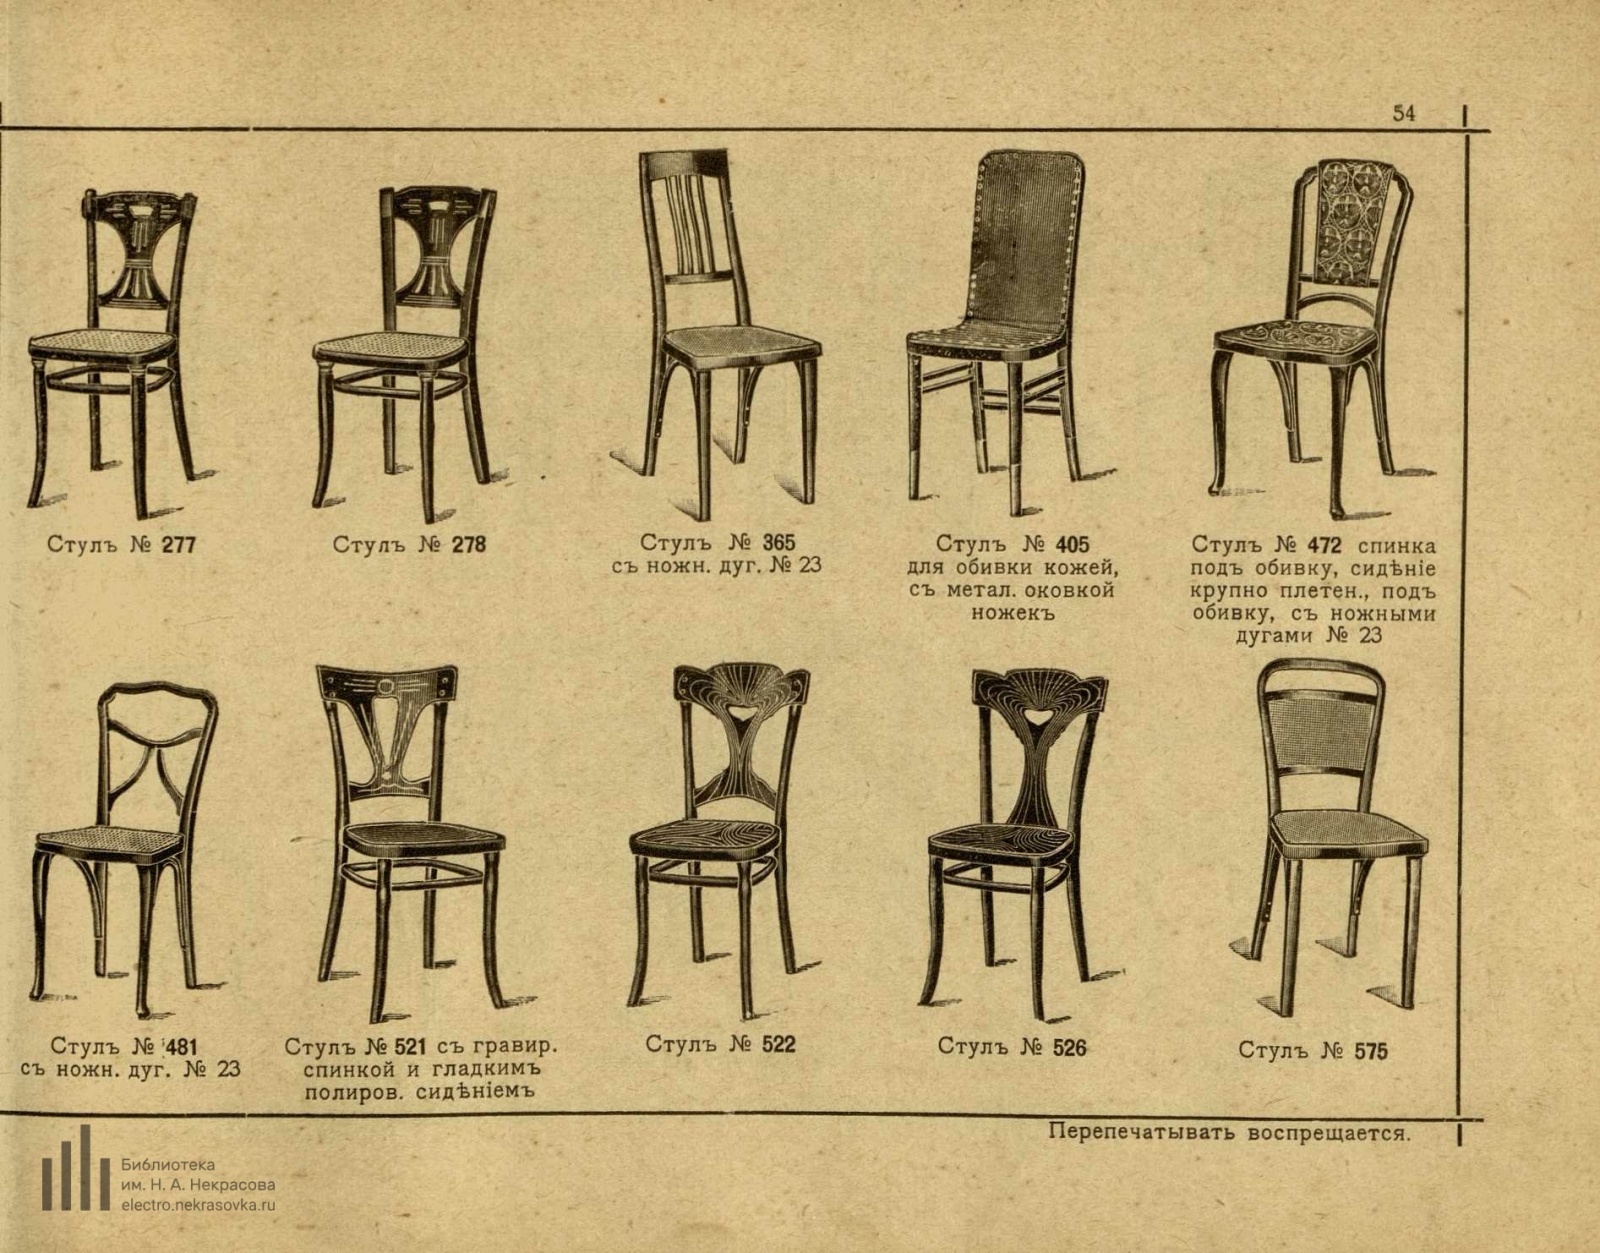 54
Стулъ № 277
Стулъ № 278
Стулъ № 365
съ ножн. дуг. № 23
Стулъ № 405
для обивки кожей,
съ метал. оковкой
ножекъ
Стулъ № 472 спинка
подъ обивку, сидѣніе
крупно плетен., подъ
обивку, съ ножными
дугами № 23
Стулъ № 481
съ ножн. дуг. № 23
Стулъ № 521 съ гравир.
спинкой и гладкимъ
полиров. сидѣніемъ
Стулъ № 522
Стулъ № 526
Стулъ № 575
Перепечатывать воспрещается.
Библиотека
им. Н. А. Некрасова
electro.nekrasovka.ru